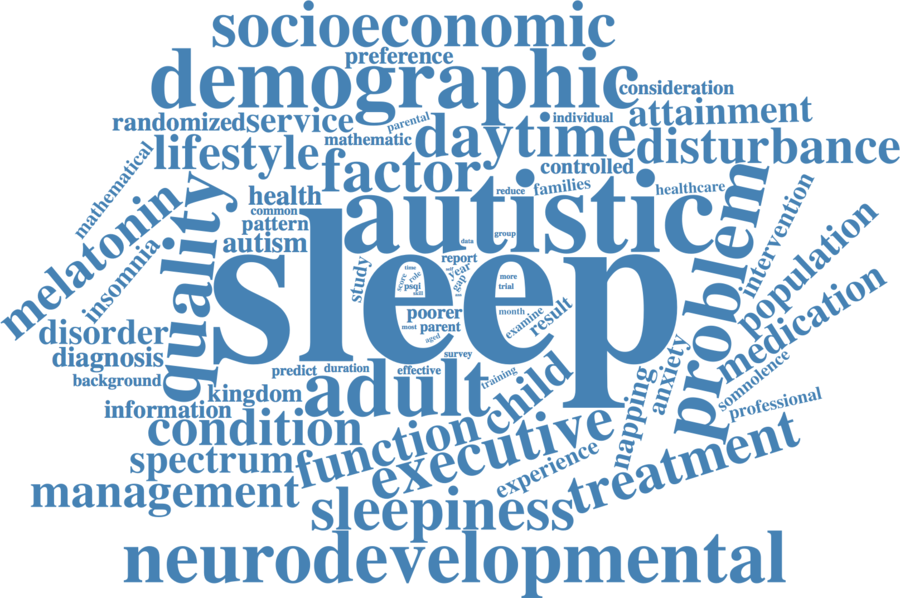 socioeconomic
preference
demographic
consideration
attainment
randomized
service
parental
individual
mathematic
daytime
disturbance
mathematical
lifestyle
factor
controlled
families
healthcare
reduce
health
common
pattern
autism
autistic
group
data
melatonin
insomnia
quality
sleep
problem
intervention
population
medication
report
study
time
role
score
psqi
skill
year
gap
more
trial
month
examine
result
poorer
parent
most
aged
survey
disorder
diagnosis
background
information
kingdom
predict
duration
effective
training
adult
child
napping
anxiety
somnolence
professional
condition
function
executive
experience
treatment
spectrum
management
sleepiness
neurodevelopmental